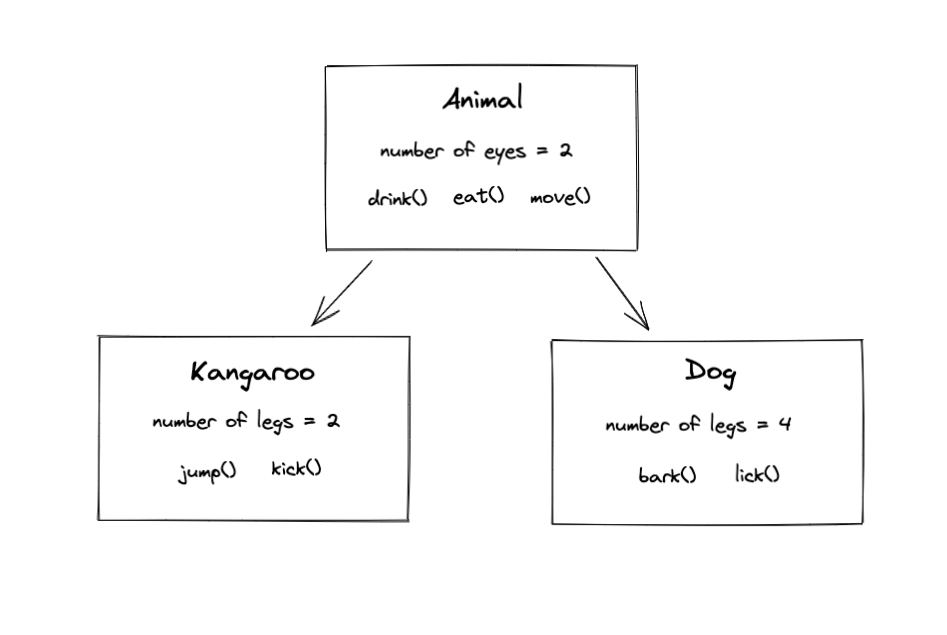 Animal
number of eyes = 2
drink() eat() move()
Kangaroo
number of legs = 2
jump() kick()
Dog
number of legs = 4
bark() lick()